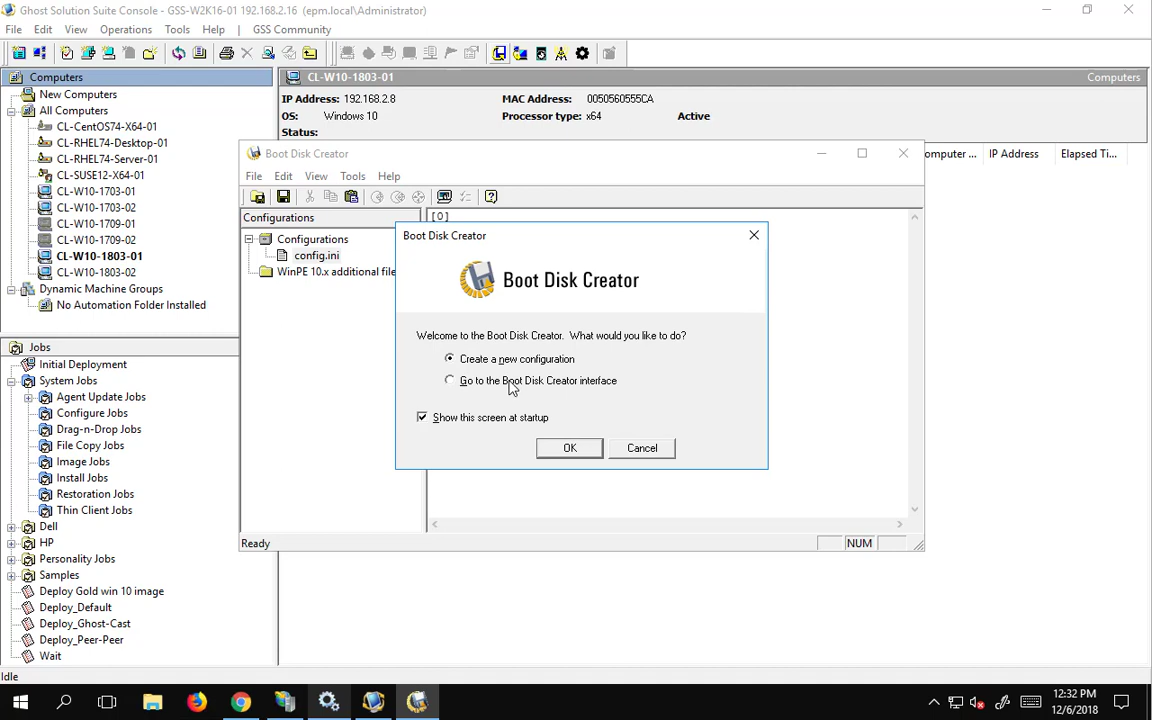 Ghost Solution Suite Console - GSS-W2K16-01 192.168.2.16 (epm.local\Administrator)
File Edit View Operations Tools Help GSS Community
Computers
New Computers
All Computers
CL-CentOS74-X64-01
CL-RHEL74-Desktop-01
CL-RHEL74-Server-01
CL-SUSE12-X64-01
CL-W10-1703-01
CL-W10-1703-02
CL-W10-1709-01
CL-W10-1709-02
CL-W10-1803-01
CL-W10-1803-02
Dynamic Machine Groups
No Automation Folder Installed
Jobs
Initial Deployment
System Jobs
Agent Update Jobs
Configure Jobs
Drag-n-Drop Jobs
File Copy Jobs
Image Jobs
Install Jobs
Restoration Jobs
Thin Client Jobs
Dell
HP
Personality Jobs
Samples
Deploy Gold win 10 image
Deploy_Default
Deploy_Ghost-Cast
Deploy_Peer-Peer
Wait
Idle
CL-W10-1803-01 Computers
IP Address: 192.168.2.8 MAC Address: 0050560555CA
OS: Windows 10 Processor type: x64 Active
Status:
omputer ... IP Address Elapsed Ti...
Boot Disk Creator
File Edit View Tools Help
Configurations
[0]
Configurations
config.ini
WinPE 10.x additional file
Ready NUM
Boot Disk Creator
Boot Disk Creator
Welcome to the Boot Disk Creator. What would you like to do?
Create a new configuration
Go to the Boot Disk Creator interface
Show this screen at startup
OK Cancel
12:32 PM
12/6/2018